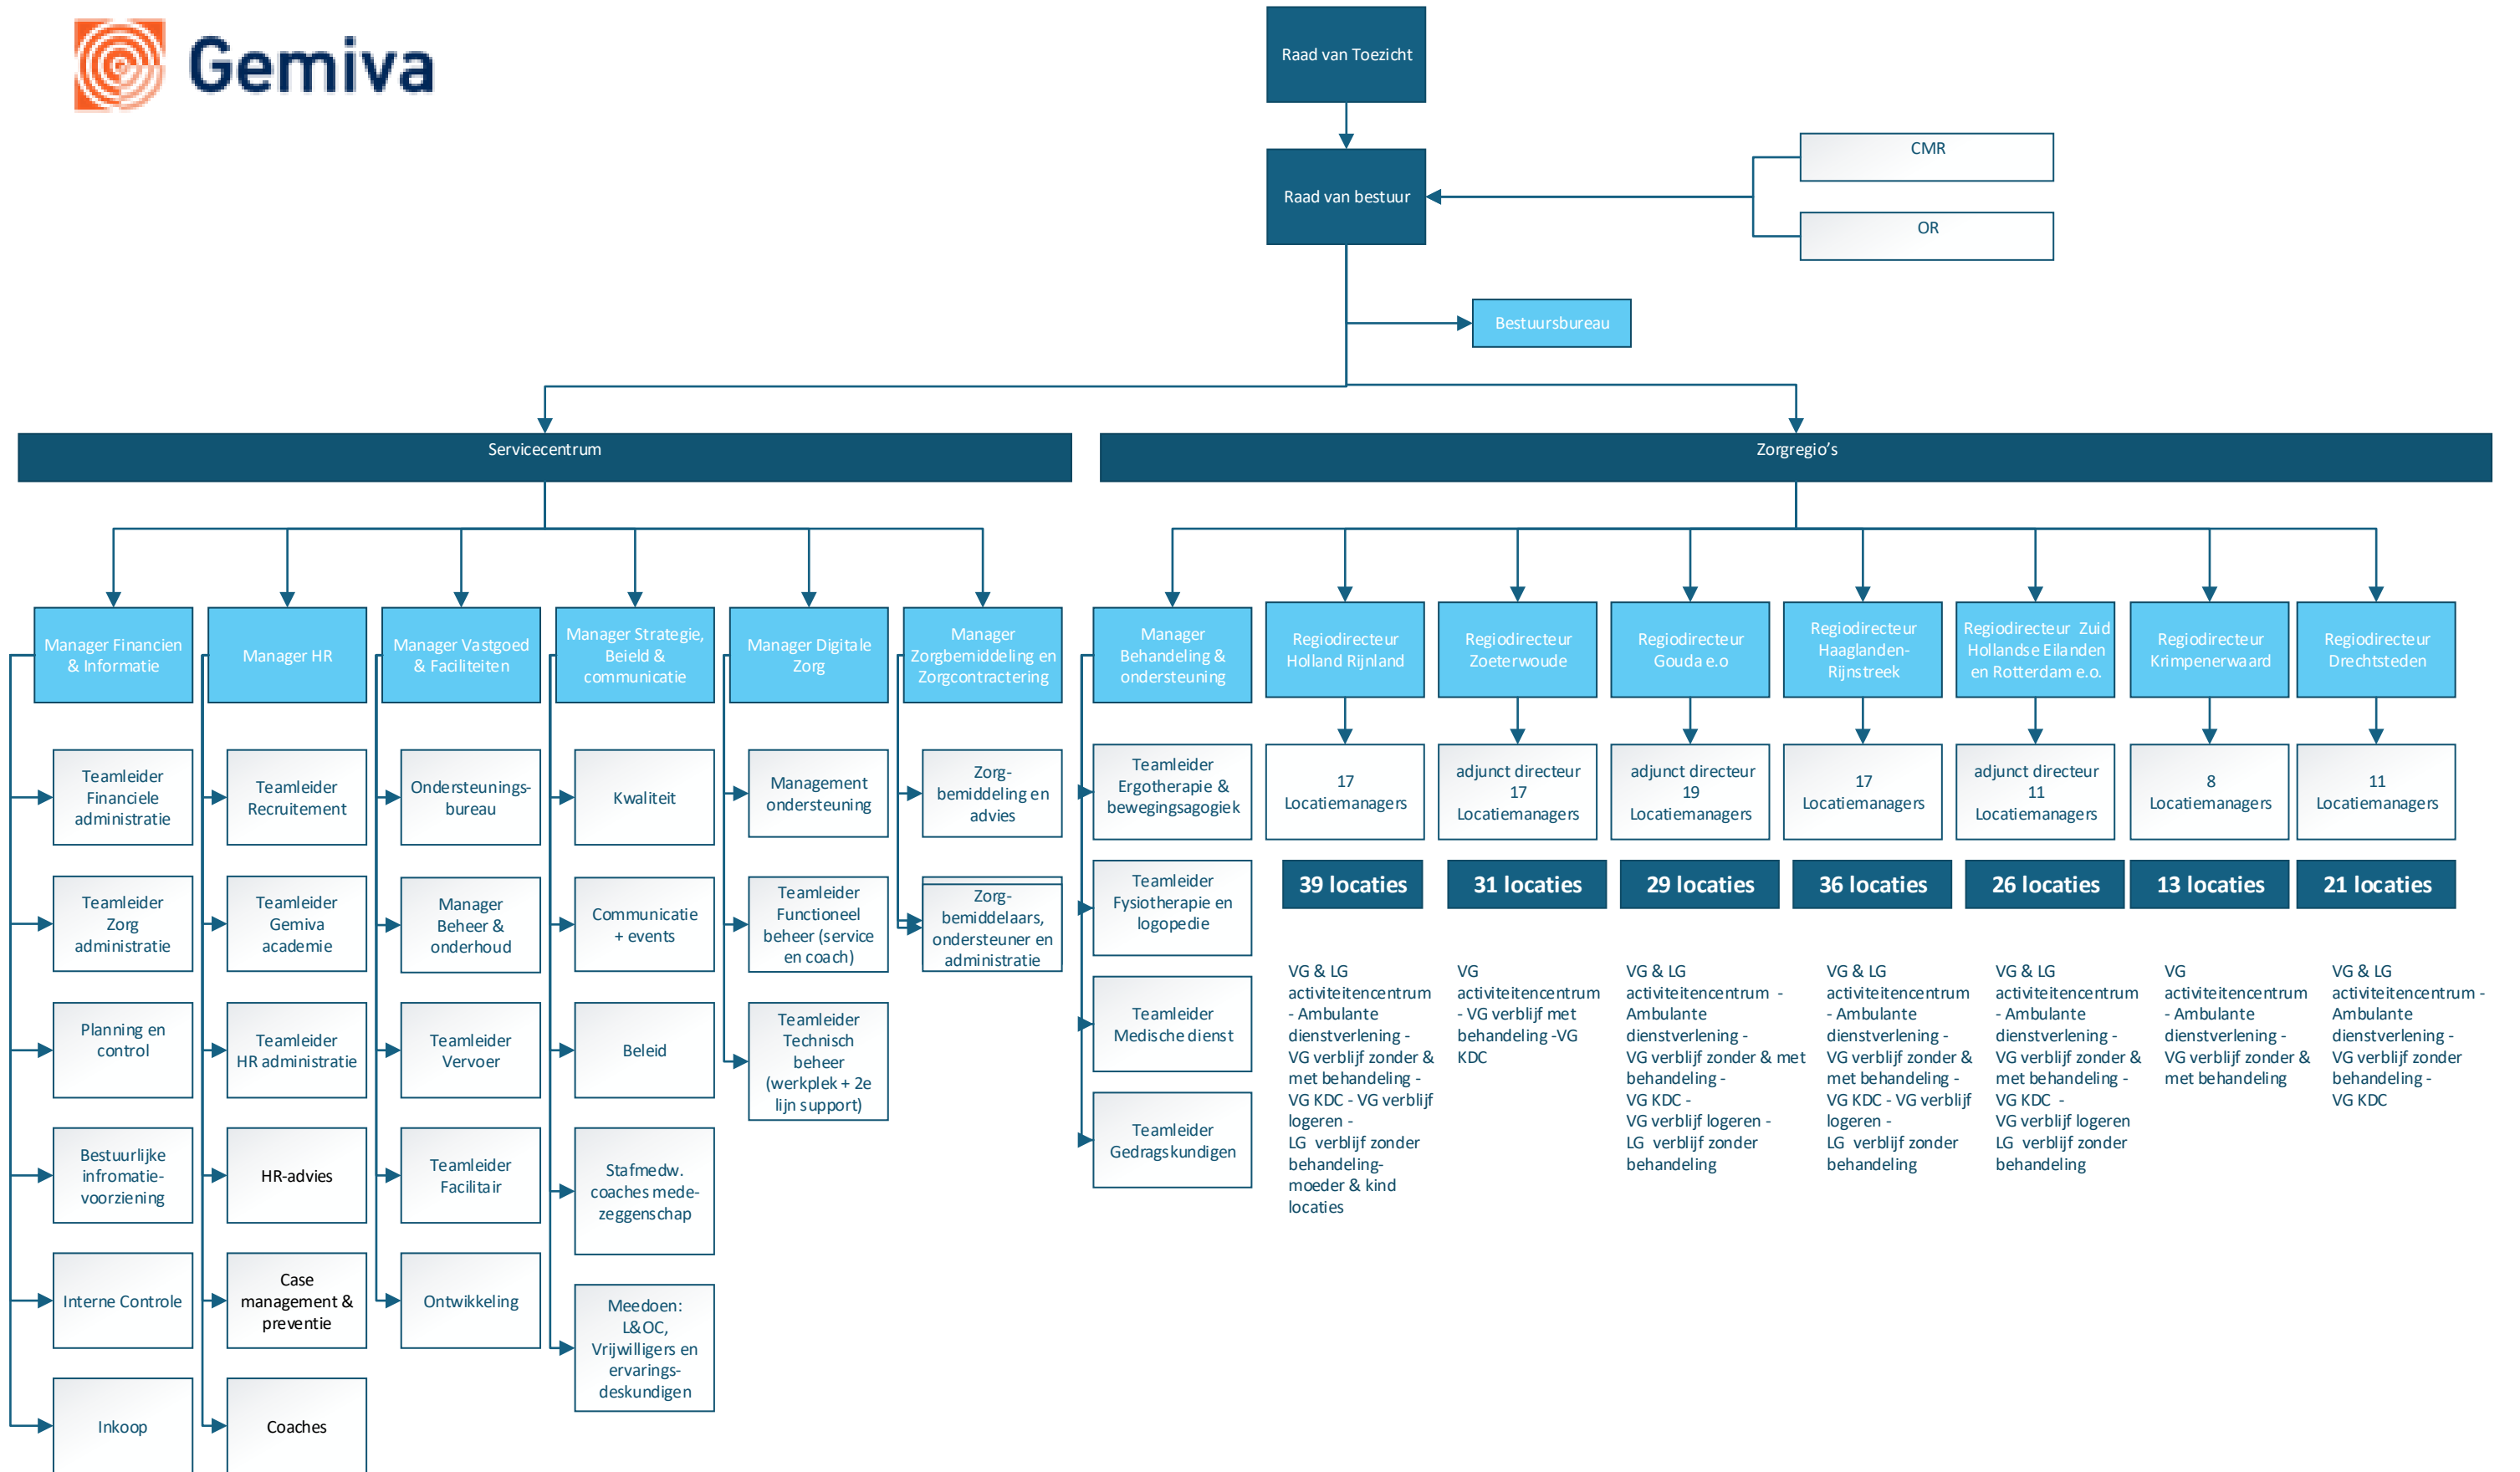 Gemiva
Raad van Toezicht
Raad van bestuur
CMR
OR
Bestuursbureau
Servicecentrum
Zorgregio’s
Manager Financien
& Informatie
Manager HR
Manager Vastgoed
& Faciliteiten
Manager Strategie,
Beield &
communicatie
Manager Digitale
Zorg
Manager
Zorgbemiddeling en
Zorgcontractering
Manager
Behandeling &
ondersteuning
Regiodirecteur
Holland Rijnland
Regiodirecteur
Zoeterwoude
Regiodirecteur
Gouda e.o
Regiodirecteur
Haaglanden-
Rijnstreek
Regiodirecteur Zuid
Hollandse Eilanden
en Rotterdam e.o.
Regiodirecteur
Krimpenerwaard
Regiodirecteur
Drechtsteden
Teamleider
Financiele
administratie
Teamleider
Zorg
administratie
Planning en
control
Bestuurlijke
infromatie-
voorziening
Interne Controle
Inkoop
Teamleider
Recruitement
Teamleider
Gemiva
academie
Teamleider
HR administratie
HR-advies
Case
management &
preventie
Coaches
Ondersteunings-
bureau
Manager
Beheer &
onderhoud
Teamleider
Vervoer
Teamleider
Facilitair
Ontwikkeling
Kwaliteit
Communicatie
+ events
Beleid
Stafmedw.
coaches mede-
zeggenschap
Meedoen:
L&OC,
Vrijwilligers en
ervarings-
deskundigen
Management
ondersteuning
Teamleider
Functioneel
beheer (service
en coach)
Teamleider
Technisch
beheer
(werkplek + 2e
lijn support)
Zorg-
bemiddeling en
advies
Zorg-
bemiddelaars,
ondersteuner en
administratie
Teamleider
Ergotherapie &
bewegingsagogiek
Teamleider
Fysiotherapie en
logopedie
Teamleider
Medische dienst
Teamleider
Gedragskundigen
17
Locatiemanagers
39 locaties
VG & LG
activiteitencentrum
- Ambulante
dienstverlening -
VG verblijf zonder &
met behandeling -
VG KDC - VG verblijf
logeren -
LG verblijf zonder
behandeling-
moeder & kind
locaties
adjunct directeur
17
Locatiemanagers
31 locaties
VG
activiteitencentrum
- VG verblijf met
behandeling -VG
KDC
adjunct directeur
19
Locatiemanagers
29 locaties
VG & LG
activiteitencentrum -
Ambulante
dienstverlening -
VG verblijf zonder & met
behandeling -
VG KDC -
VG verblijf logeren -
LG verblijf zonder
behandeling
17
Locatiemanagers
36 locaties
VG & LG
activiteitencentrum
- Ambulante
dienstverlening -
VG verblijf zonder &
met behandeling -
VG KDC - VG verblijf
logeren -
LG verblijf zonder
behandeling
adjunct directeur
11
Locatiemanagers
26 locaties
VG & LG
activiteitencentrum
- Ambulante
dienstverlening -
VG verblijf zonder &
met behandeling -
VG KDC -
VG verblijf logeren
LG verblijf zonder
behandeling
8
Locatiemanagers
13 locaties
VG
activiteitencentrum
- Ambulante
dienstverlening -
VG verblijf zonder &
met behandeling
11
Locatiemanagers
21 locaties
VG & LG
activiteitencentrum -
Ambulante
dienstverlening -
VG verblijf zonder
behandeling -
VG KDC